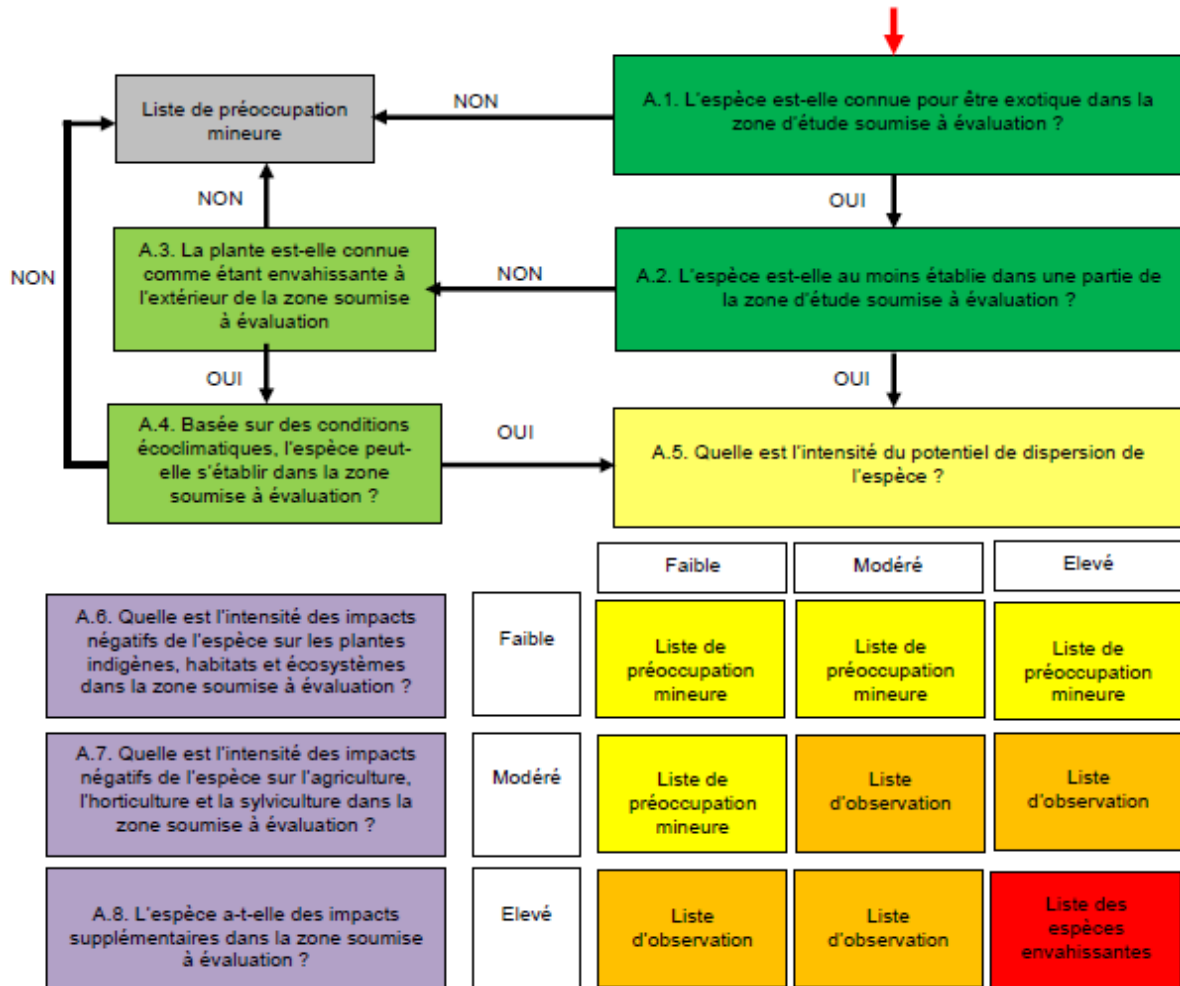 Liste de préoccupation
mineure
NON
A.1. L'espèce est-elle connue pour être exotique dans la
zone d'étude soumise à évaluation ?
NON
OUI
NON
A.3. La plante est-elle connue
comme étant envahissante à
l'extérieur de la zone soumise
à évaluation
NON
A.2. L'espèce est-elle au moins établie dans une partie de
la zone d'étude soumise à évaluation ?
OUI
OUI
A.4. Basée sur des conditions
écoclimatiques, l'espèce peut-
elle s'établir dans la zone
soumise à évaluation ?
OUI
A.5. Quelle est l'intensité du potentiel de dispersion de
l'espèce ?
Faible
Modéré
Elevé
A.6. Quelle est l'intensité des impacts
négatifs de l'espèce sur les plantes
indigènes, habitats et écosystèmes
dans la zone soumise à évaluation ?
Faible
Liste de
préoccupation
mineure
Liste de
préoccupation
mineure
Liste de
préoccupation
mineure
A.7. Quelle est l'intensité des impacts
négatifs de l'espèce sur l'agriculture,
l'horticulture et la sylviculture dans la
zone soumise à évaluation ?
Modéré
Liste de
préoccupation
mineure
Liste
d'observation
Liste
d'observation
A.8. L'espèce a-t-elle des impacts
supplémentaires dans la zone soumise
à évaluation ?
Elevé
Liste
d'observation
Liste
d'observation
Liste des
espèces
envahissantes